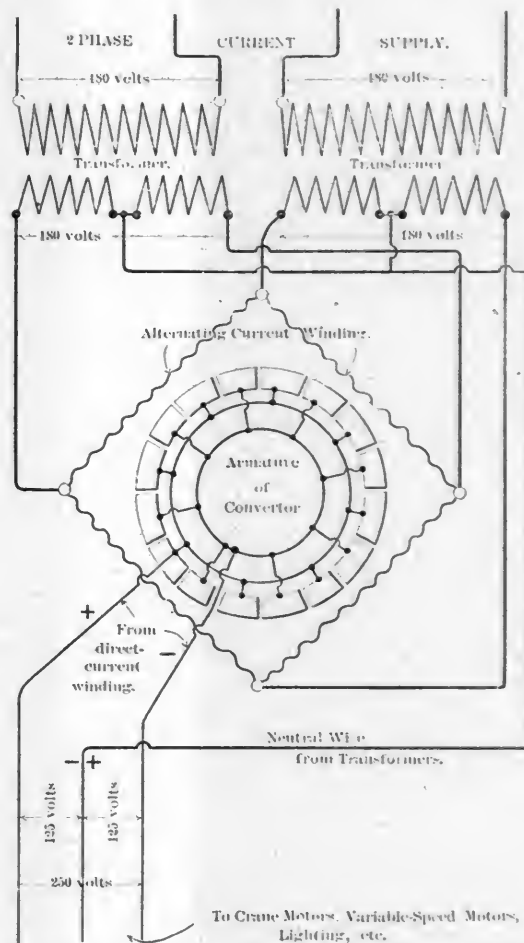 2 PHASE CURRENT SUPPLY.
480 volts 480 volts
Transformer. Transformer
180 volts 180 volts
Alternating Current Winding.
Armature
of
Convertor
+
From
direct-
current
winding.
−
Neutral Wire
from Transformers.
− +
125 volts 125 volts
250 volts
To Crane Motors, Variable-Speed Motors,
Lighting, etc.